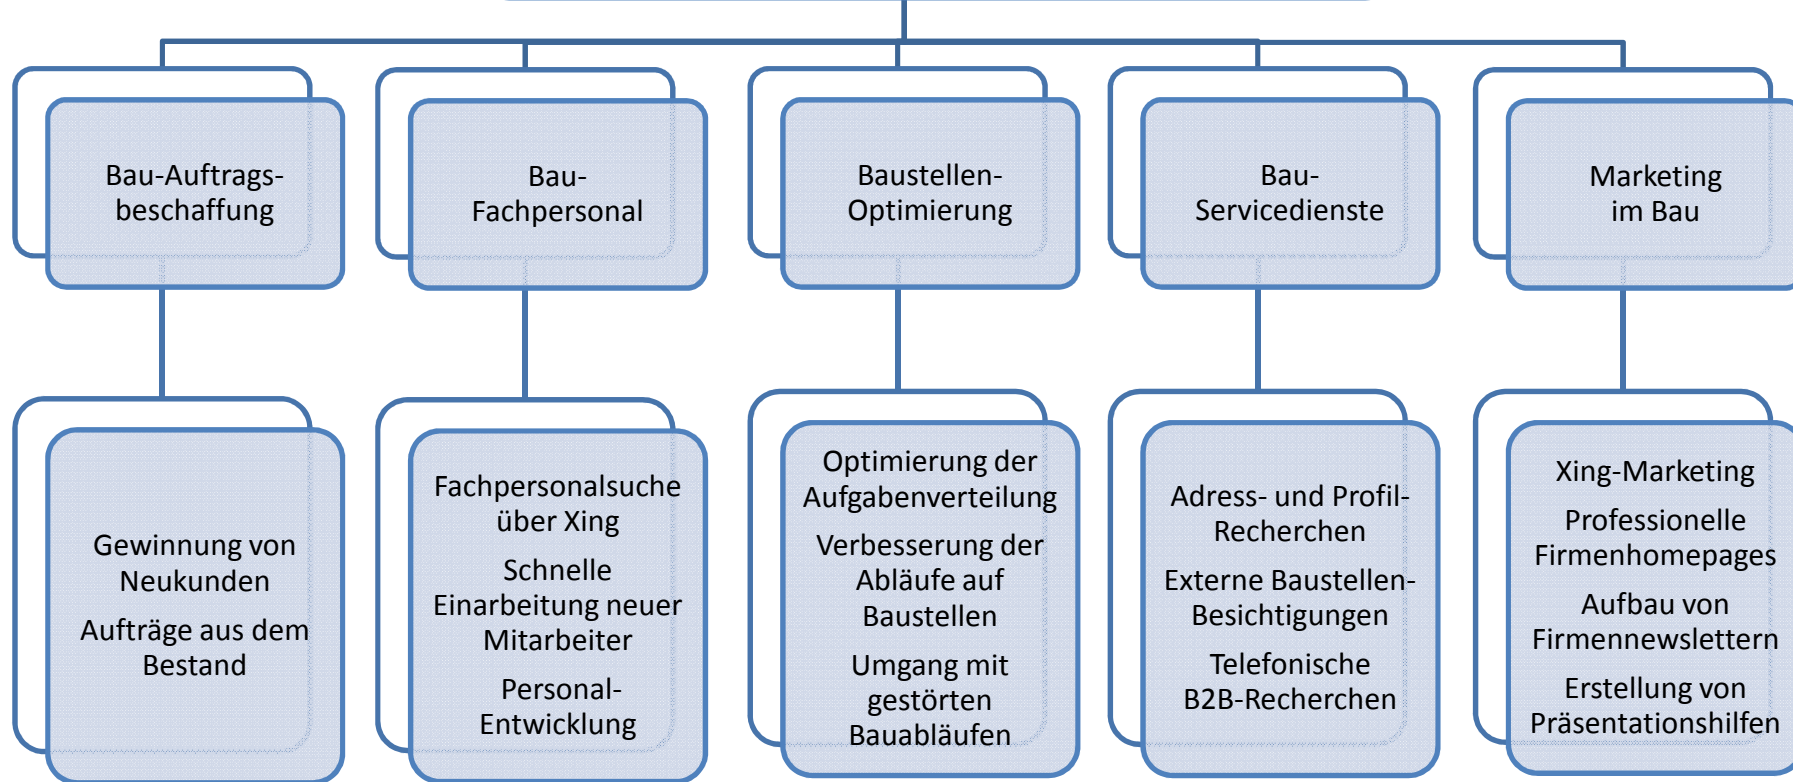 Bau-Auftrags-
beschaffung
Bau-
Fachpersonal
Baustellen-
Optimierung
Bau-
Servicedienste
Marketing
im Bau
Gewinnung von
Neukunden
Aufträge aus dem
Bestand
Fachpersonalsuche
über Xing
Schnelle
Einarbeitung neuer
Mitarbeiter
Personal-
Entwicklung
Optimierung der
Aufgabenverteilung
Verbesserung der
Abläufe auf
Baustellen
Umgang mit
gestörten
Bauabläufen
Adress- und Profil-
Recherchen
Externe Baustellen-
Besichtigungen
Telefonische
B2B-Recherchen
Xing-Marketing
Professionelle
Firmenhomepages
Aufbau von
Firmennewslettern
Erstellung von
Präsentationshilfen